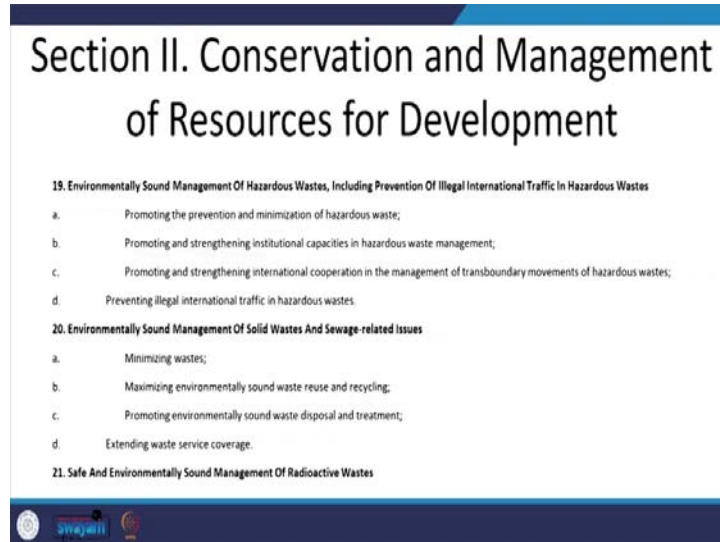 Section II. Conservation and Management
of Resources for Development
19. Environmentally Sound Management Of Hazardous Wastes, Including Prevention Of Illegal International Traffic In Hazardous Wastes
a. Promoting the prevention and minimization of hazardous waste;
b. Promoting and strengthening institutional capacities in hazardous waste management;
c. Promoting and strengthening international cooperation in the management of transboundary movements of hazardous wastes;
d. Preventing illegal international traffic in hazardous wastes.
20. Environmentally Sound Management Of Solid Wastes And Sewage-related Issues
a. Minimizing wastes;
b. Maximizing environmentally sound waste reuse and recycling;
c. Promoting environmentally sound waste disposal and treatment;
d. Extending waste service coverage.
21. Safe And Environmentally Sound Management Of Radioactive Wastes
swayam